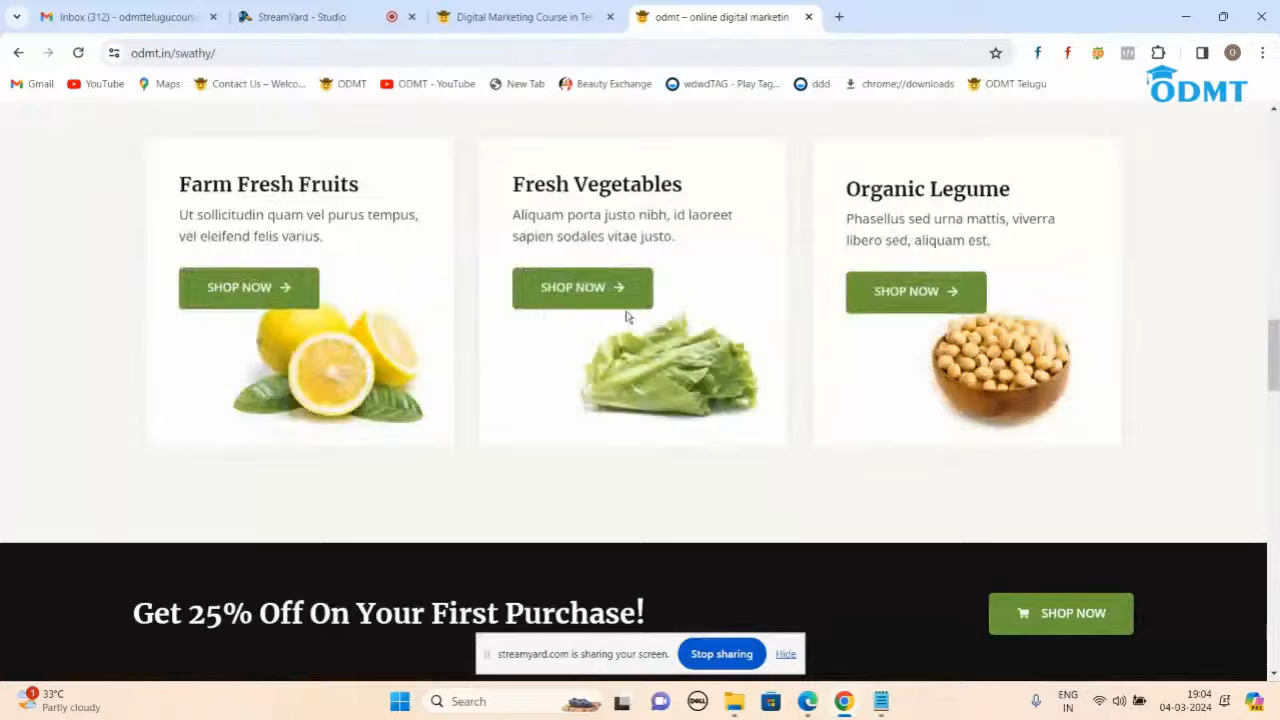 Inbox (312) - odmttelugucours
StreamYard - Studio
Digital Marketing Course in Te
odmt – online digital marketin
odmt.in/swathy/
Gmail
YouTube
Maps
Contact Us – Welco...
ODMT
ODMT - YouTube
New Tab
Beauty Exchange
wdwdTAG - Play Tag...
ddd
chrome://downloads
ODMT Telugu
ODMT
Farm Fresh Fruits
Ut sollicitudin quam vel purus tempus,
vel eleifend felis varius.
SHOP NOW
Fresh Vegetables
Aliquam porta justo nibh, id laoreet
sapien sodales vitae justo.
SHOP NOW
Organic Legume
Phasellus sed urna mattis, viverra
libero sed, aliquam est.
SHOP NOW
Get 25% Off On Your First Purchase!
SHOP NOW
streamyard.com is sharing your screen.
Stop sharing
Hide
1
33°C
Partly cloudy
Search
DELL
ENG
IN
19:04
04-03-2024